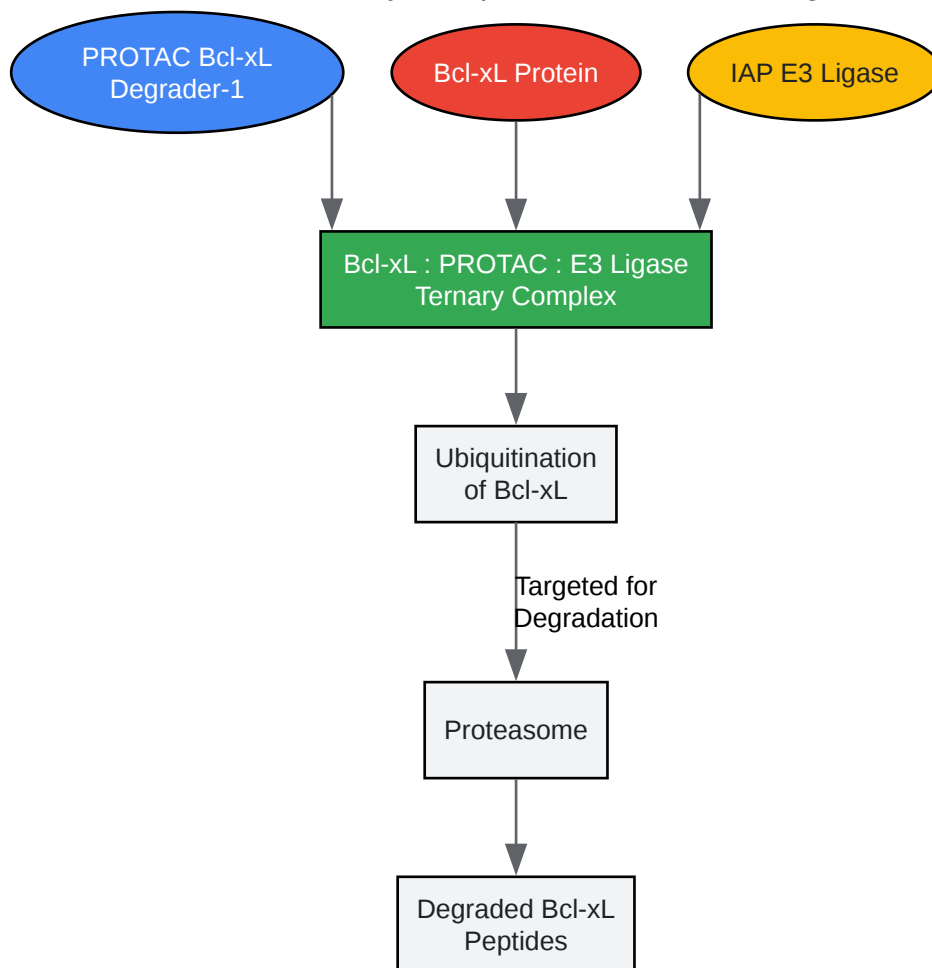 PROTAC Bcl-xL
Degrader-1
Bcl-xL Protein
IAP E3 Ligase
Bcl-xL : PROTAC : E3 Ligase
Ternary Complex
Ubiquitination
of Bcl-xL
Targeted for
Degradation
Proteasome
Degraded Bcl-xL
Peptides